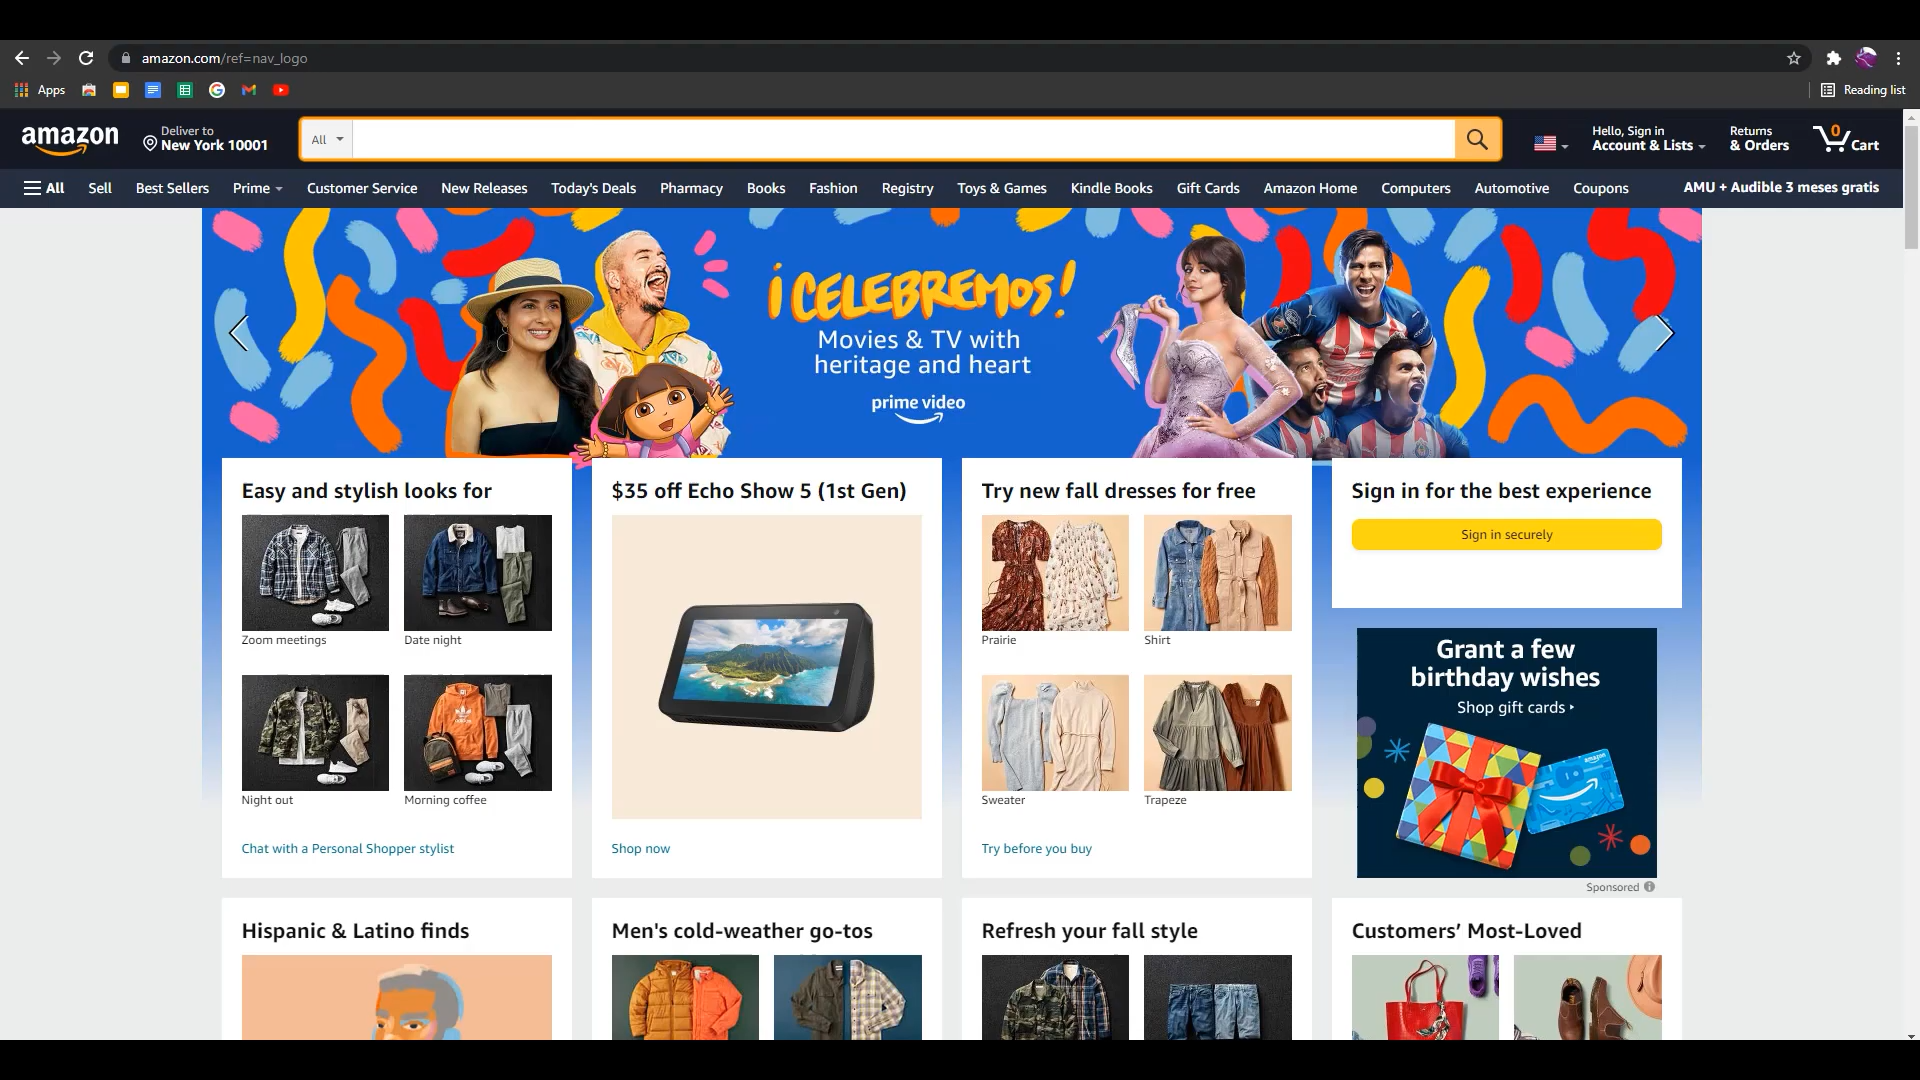 amazon.com/ref=nav_logo
Apps
Reading list
amazon
Deliver to
New York 10001
All
Hello, Sign in
Account & Lists
Returns
& Orders
0
Cart
All Sell Best Sellers Prime Customer Service New Releases Today's Deals Pharmacy Books Fashion Registry Toys & Games Kindle Books Gift Cards Amazon Home Computers Automotive Coupons AMU + Audible 3 meses gratis
¡CELEBREMOS!
Movies & TV with
heritage and heart
prime video
Easy and stylish looks for
Zoom meetings
Date night
Night out
Morning coffee
Chat with a Personal Shopper stylist
$35 off Echo Show 5 (1st Gen)
Shop now
Try new fall dresses for free
Prairie
Shirt
Sweater
Trapeze
Try before you buy
Sign in for the best experience
Sign in securely
Grant a few
birthday wishes
Shop gift cards
amazon
Sponsored
Hispanic & Latino finds
Men's cold-weather go-tos
Refresh your fall style
Customers’ Most-Loved